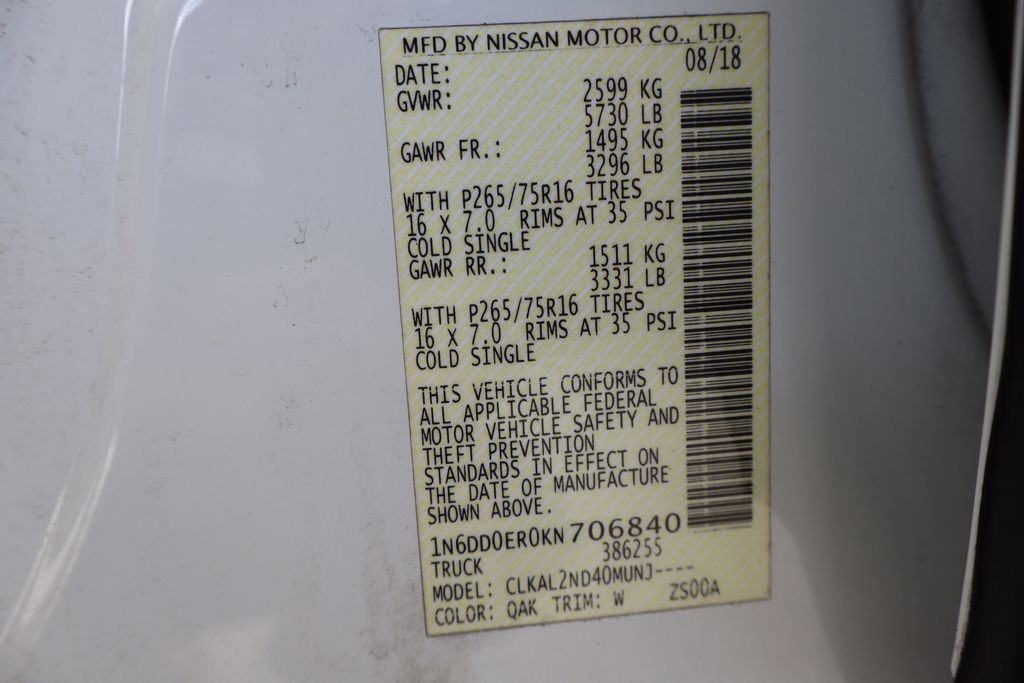 MFD BY NISSAN MOTOR CO., LTD.
DATE: 08/18
GVWR: 2599 KG
5730 LB
GAWR FR.: 1495 KG
3296 LB
WITH P265/75R16 TIRES
16 X 7.0 RIMS AT 35 PSI
COLD SINGLE
GAWR RR.: 1511 KG
3331 LB
WITH P265/75R16 TIRES
16 X 7.0 RIMS AT 35 PSI
COLD SINGLE
THIS VEHICLE CONFORMS TO
ALL APPLICABLE FEDERAL
MOTOR VEHICLE SAFETY AND
THEFT PREVENTION
STANDARDS IN EFFECT ON
THE DATE OF MANUFACTURE
SHOWN ABOVE.
1N6DD0ER0KN706840
TRUCK 386255
MODEL: CLKAL2ND40MUNJ----
COLOR: QAK TRIM: W ZS00A